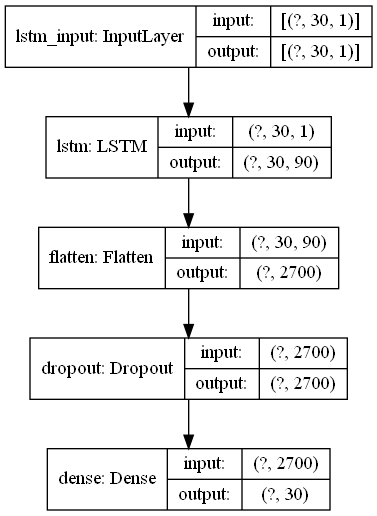 lstm_input: InputLayer
input: [(?, 30, 1)]
output: [(?, 30, 1)]
lstm: LSTM
input: (?, 30, 1)
output: (?, 30, 90)
flatten: Flatten
input: (?, 30, 90)
output: (?, 2700)
dropout: Dropout
input: (?, 2700)
output: (?, 2700)
dense: Dense
input: (?, 2700)
output: (?, 30)